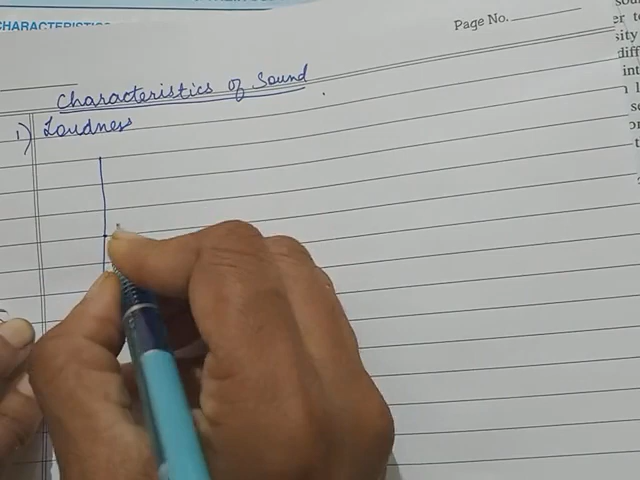 CHARACTERISTICS
Page No.
Characteristics of Sound
1) Loudness